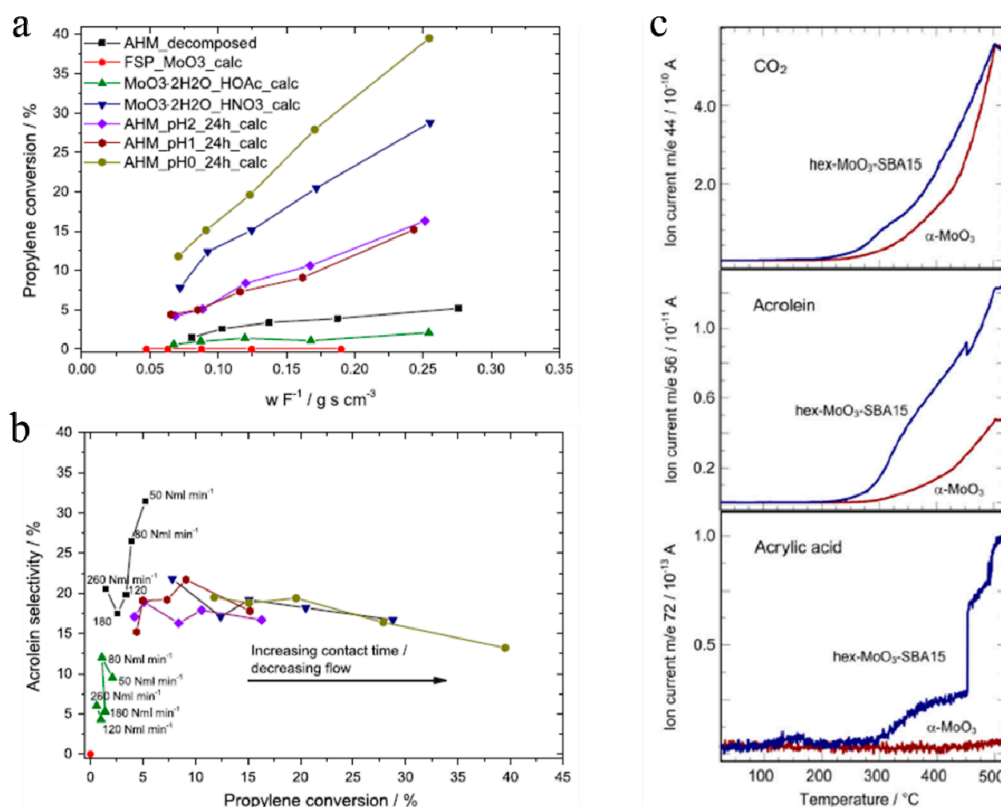 a
40
35
30
25
20
15
10
5
0
Propylene conversion / %
AHM_decomposed
FSP_MoO3_calc
MoO3·2H2O_HOAc_calc
MoO3·2H2O_HNO3_calc
AHM_pH2_24h_calc
AHM_pH1_24h_calc
AHM_pH0_24h_calc
0.00 0.05 0.10 0.15 0.20 0.25 0.30 0.35
w F⁻¹ / g s cm⁻³
b
40
35
30
25
20
15
10
5
0
Acrolein selectivity / %
50 Nml min⁻¹
80 Nml min⁻¹
260 Nml min⁻¹
120
180
80 Nml min⁻¹
50 Nml min⁻¹
260 Nml min⁻¹
180 Nml min⁻¹
120 Nml min⁻¹
Increasing contact time /
decreasing flow
0 5 10 15 20 25 30 35 40 45
Propylene conversion / %
c
Ion current m/e 44 / 10⁻¹⁰ A
4.0
2.0
CO₂
hex-MoO₃-SBA15
α-MoO₃
Ion current m/e 56 / 10⁻¹¹ A
1.0
0.6
0.2
Acrolein
hex-MoO₃-SBA15
α-MoO₃
Ion current m/e 72 / 10⁻¹³ A
1.0
0.5
Acrylic acid
hex-MoO₃-SBA15
α-MoO₃
100 200 300 400 500
Temperature / °C